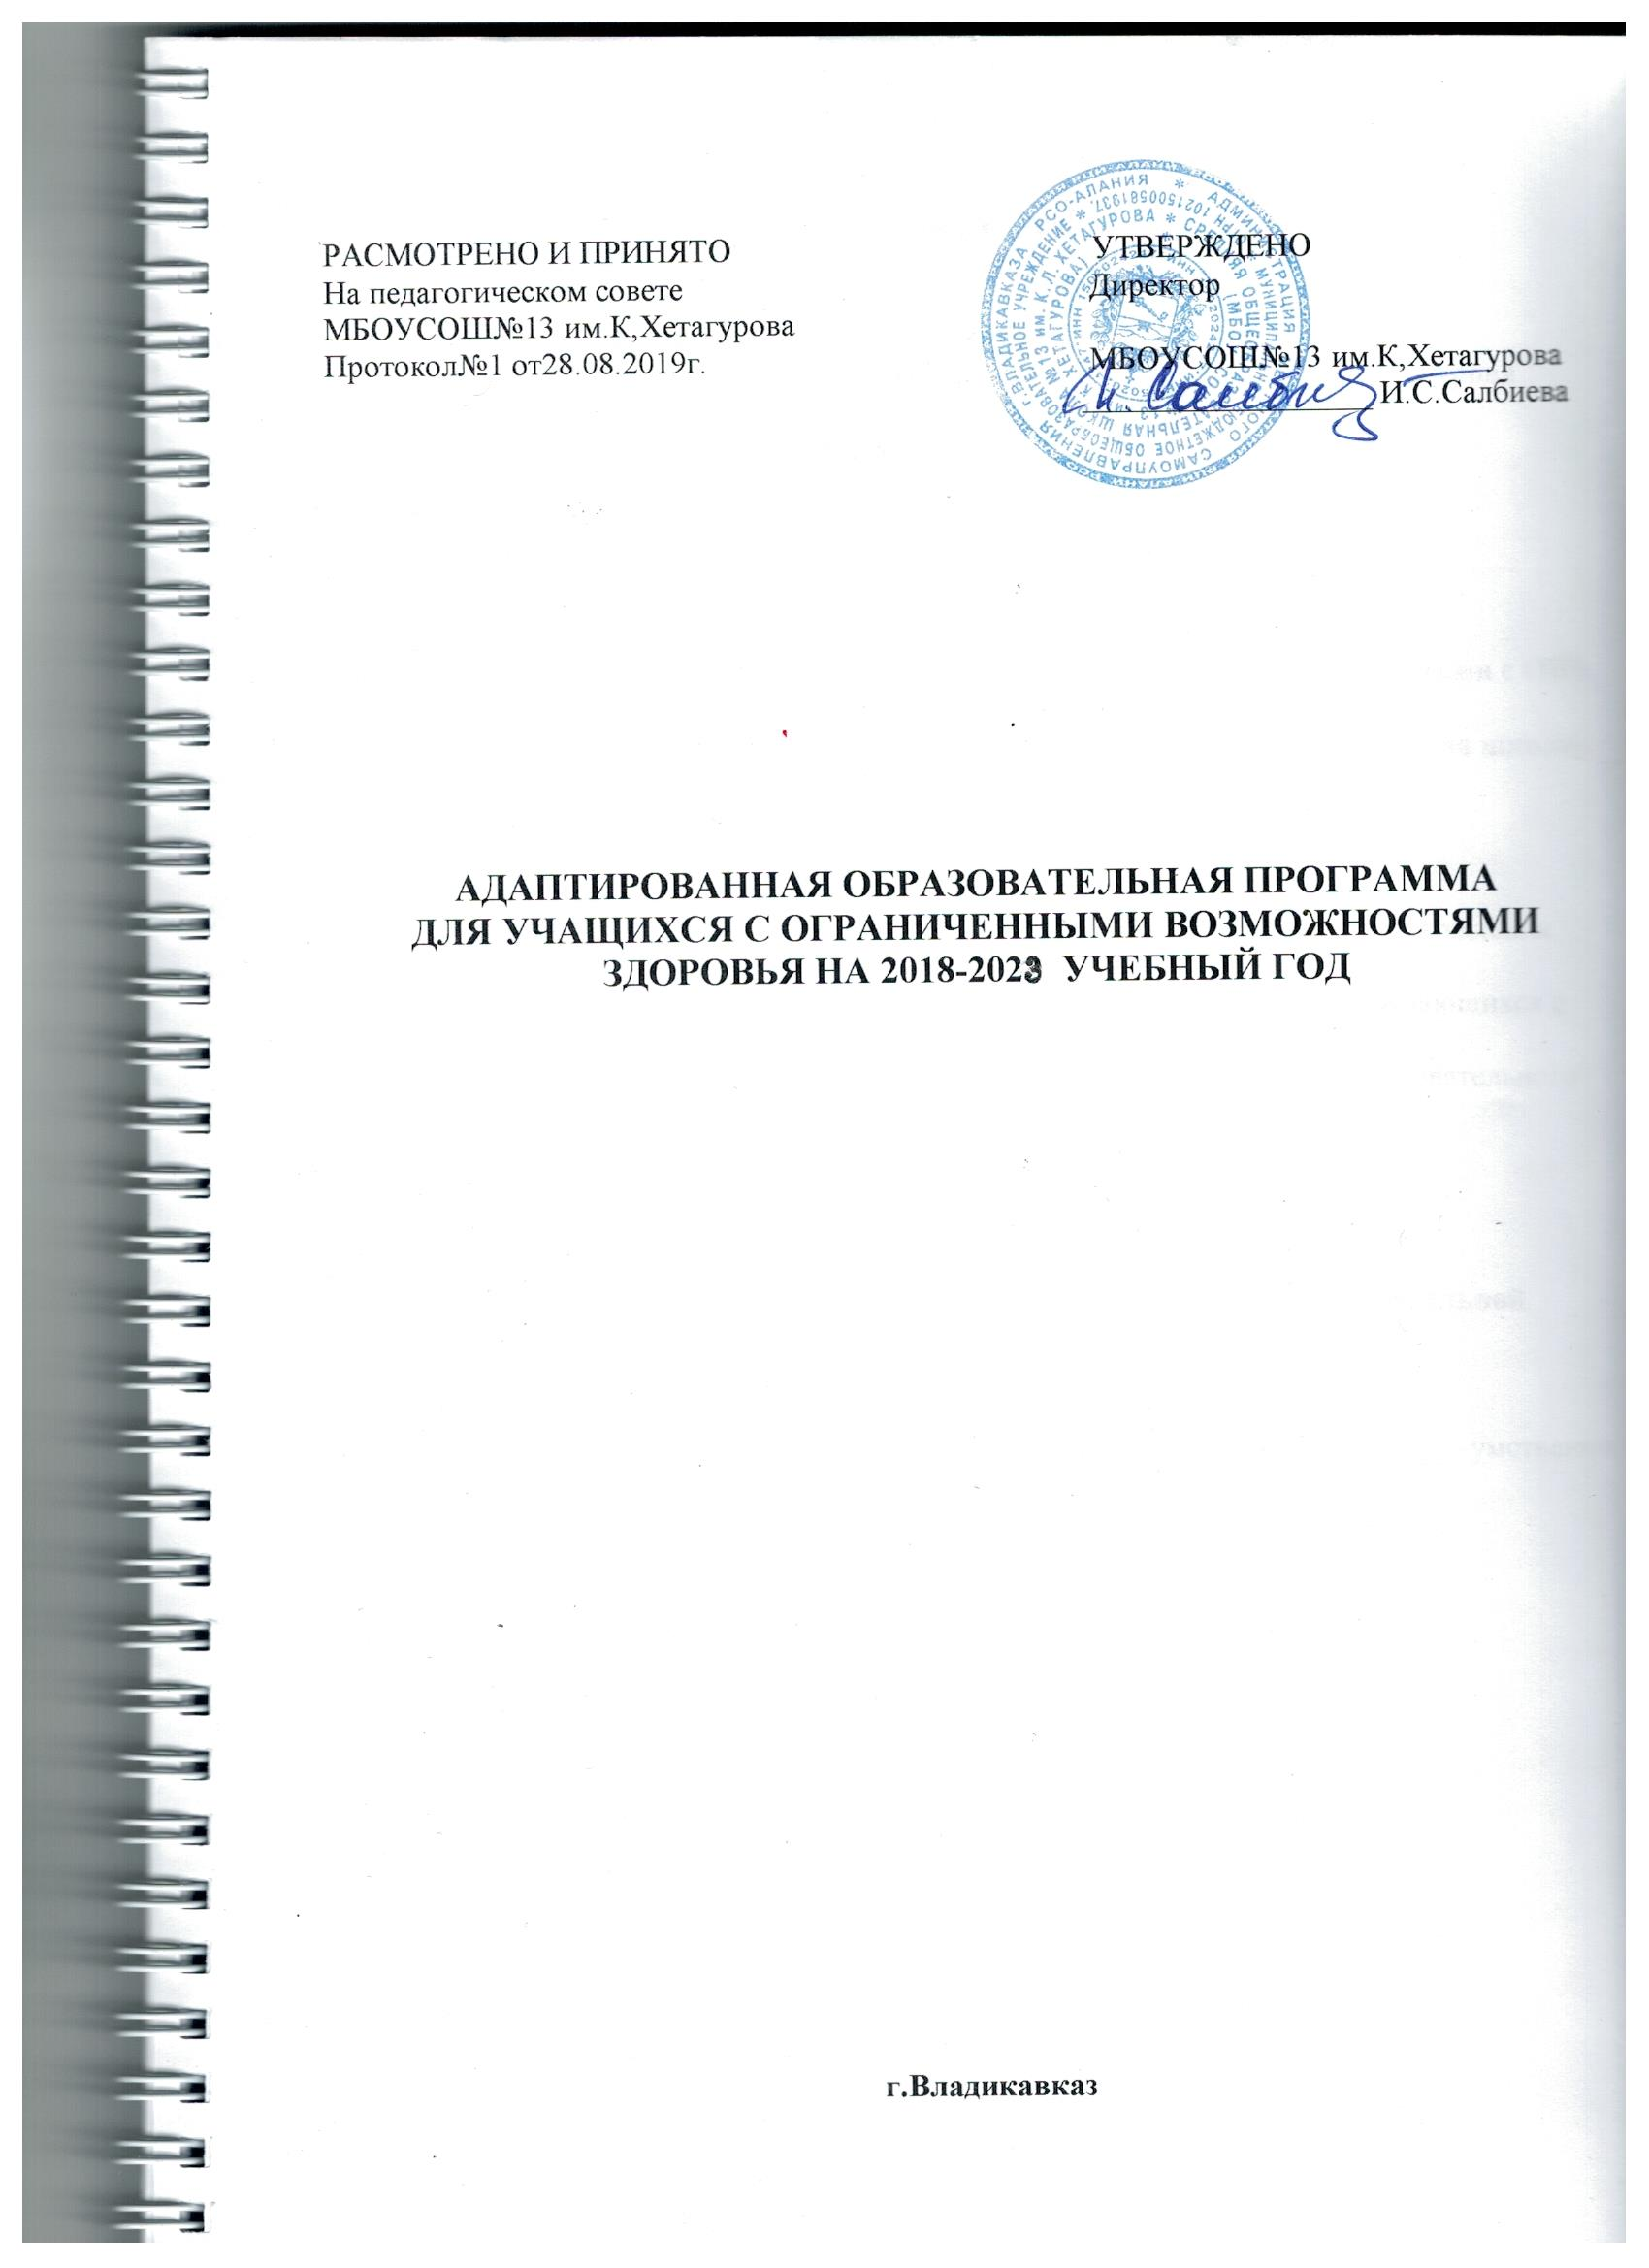 РАСМОТРЕНО И ПРИНЯТО
На педагогическом совете
МБОУСОШ№13 им.К,Хетагурова
Протокол№1 от28.08.2019г.
УТВЕРЖДЕНО
Директор
МБОУСОШ№13 им.К,Хетагурова
И.С.Салбиева
АДАПТИРОВАННАЯ ОБРАЗОВАТЕЛЬНАЯ ПРОГРАММА
ДЛЯ УЧАЩИХСЯ С ОГРАНИЧЕННЫМИ ВОЗМОЖНОСТЯМИ
ЗДОРОВЬЯ НА 2018-2023 УЧЕБНЫЙ ГОД
г.Владикавказ